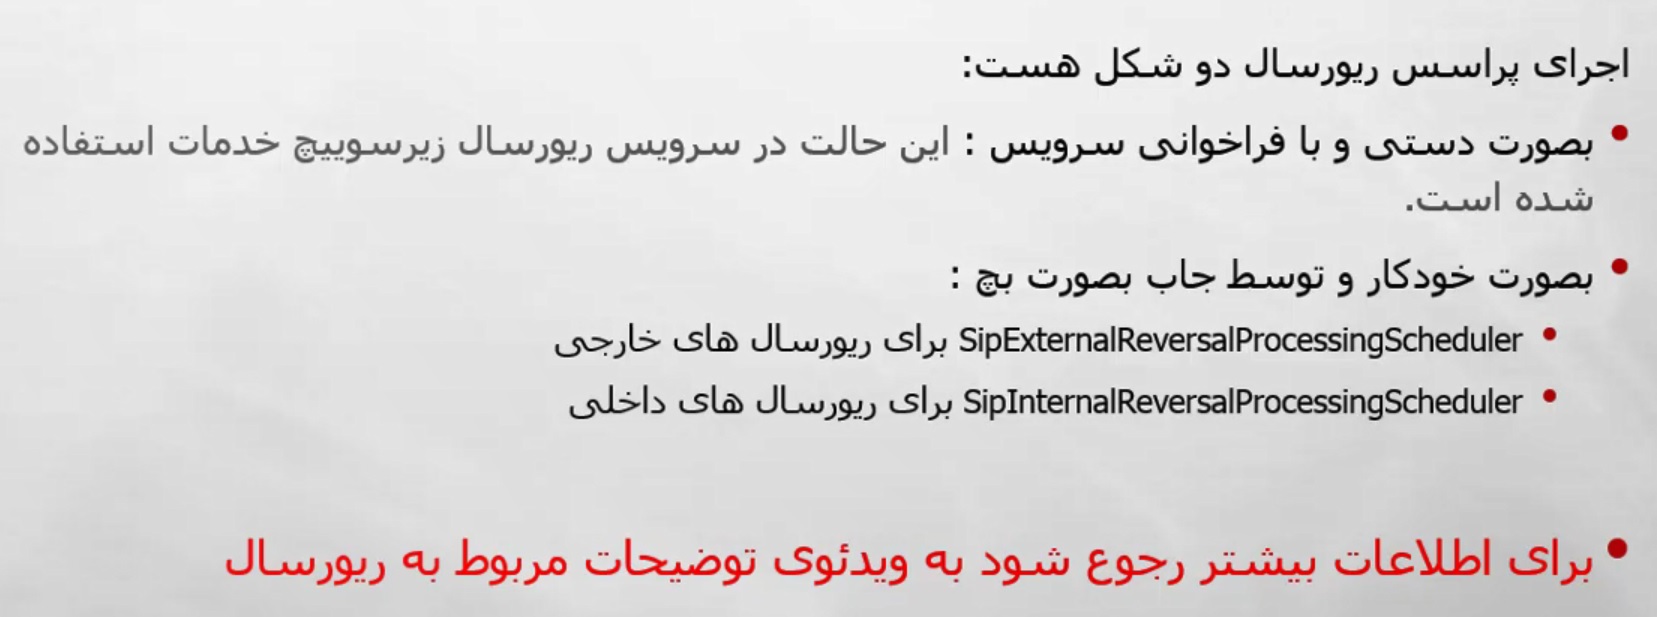 اجرای پراسس ریورسال دو شکل هست:
• بصورت دستی و با فراخوانی سرویس : این حالت در سرویس ریورسال زیرسوییچ خدمات استفاده
شده است.
• بصورت خودکار و توسط جاب بصورت بچ :
• SipExternalReversalProcessingScheduler برای ریورسال های خارجی
• SipInternalReversalProcessingScheduler برای ریورسال های داخلی
• برای اطلاعات بیشتر رجوع شود به ویدئوی توضیحات مربوط به ریورسال